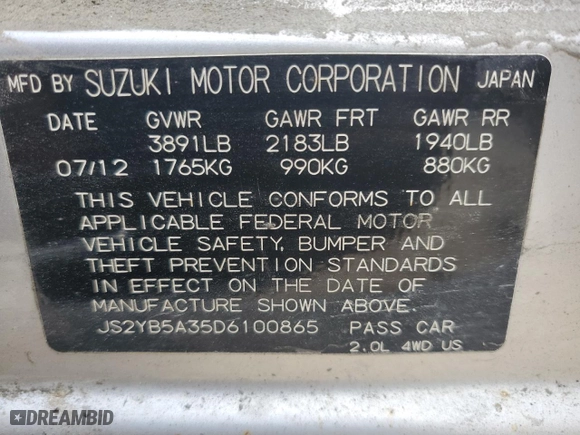 MFD BY SUZUKI MOTOR CORPORATION JAPAN
DATE GVWR GAWR FRT GAWR RR
3891LB 2183LB 1940LB
07/12 1765KG 990KG 880KG
THIS VEHICLE CONFORMS TO ALL
APPLICABLE FEDERAL MOTOR
VEHICLE SAFETY, BUMPER AND
THEFT PREVENTION STANDARDS
IN EFFECT ON THE DATE OF
MANUFACTURE SHOWN ABOVE.
JS2YB5A35D6100865 PASS CAR
2.0L 4WD US
DREAMBID